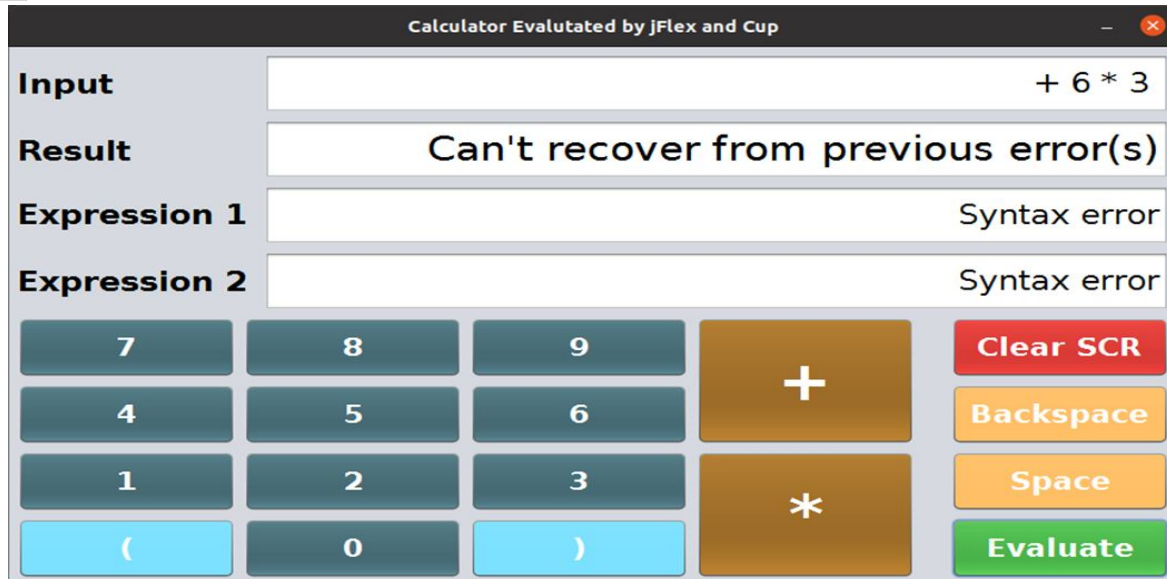 Calculator Evalutated by jFlex and Cup
Input + 6 * 3
Result Can't recover from previous error(s)
Expression 1 Syntax error
Expression 2 Syntax error
7 8 9 + Clear SCR
4 5 6 Backspace
1 2 3 * Space
( 0 ) Evaluate